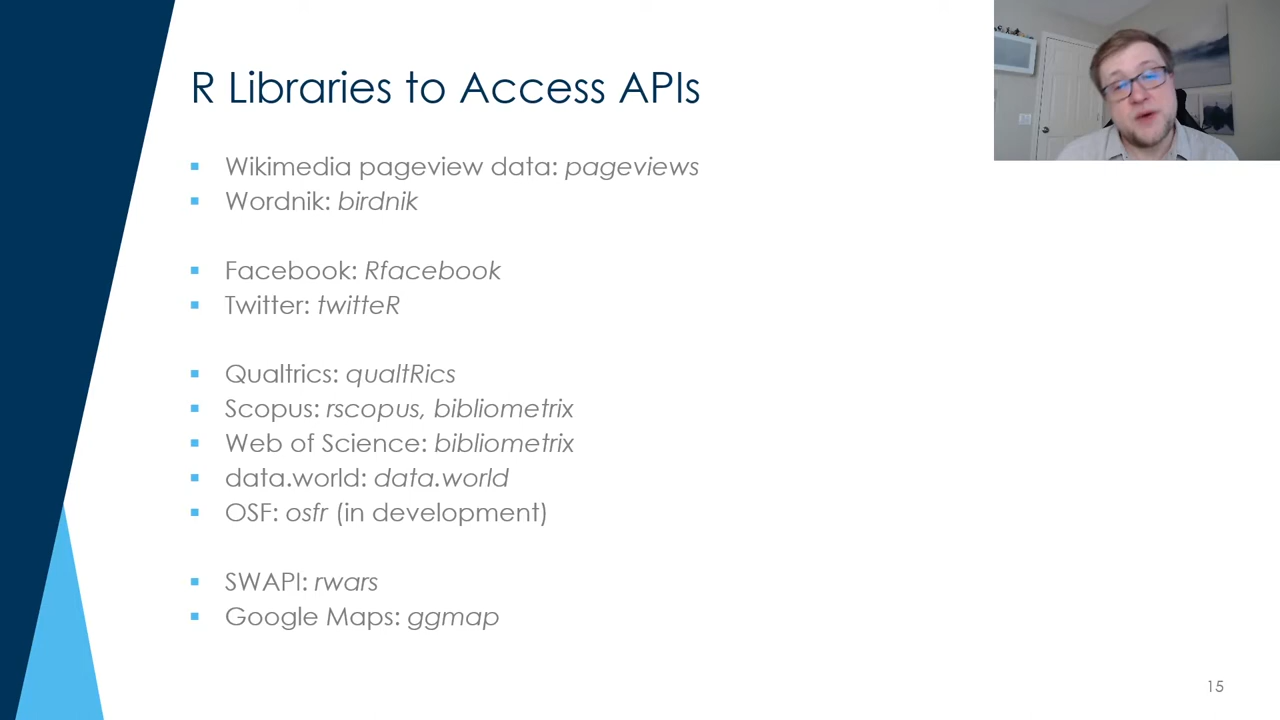 R Libraries to Access APIs
▪ Wikimedia pageview data: pageviews
▪ Wordnik: birdnik
▪ Facebook: Rfacebook
▪ Twitter: twitteR
▪ Qualtrics: qualtRics
▪ Scopus: rscopus, bibliometrix
▪ Web of Science: bibliometrix
▪ data.world: data.world
▪ OSF: osfr (in development)
▪ SWAPI: rwars
▪ Google Maps: ggmap
15